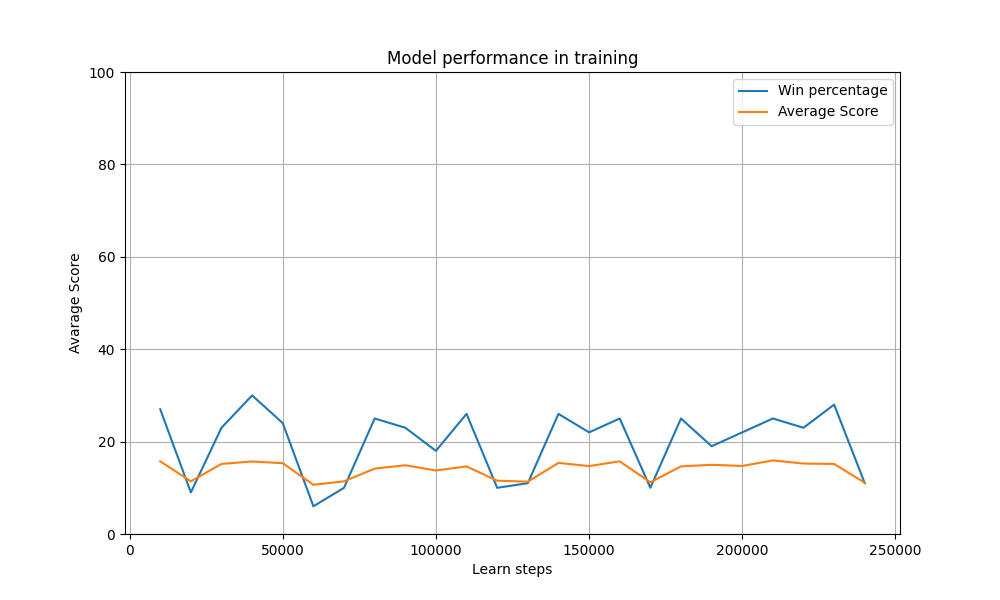 Model performance in training
Win percentage
Average Score
100
80
60
40
20
0
Avarage Score
0 50000 100000 150000 200000 250000
Learn steps